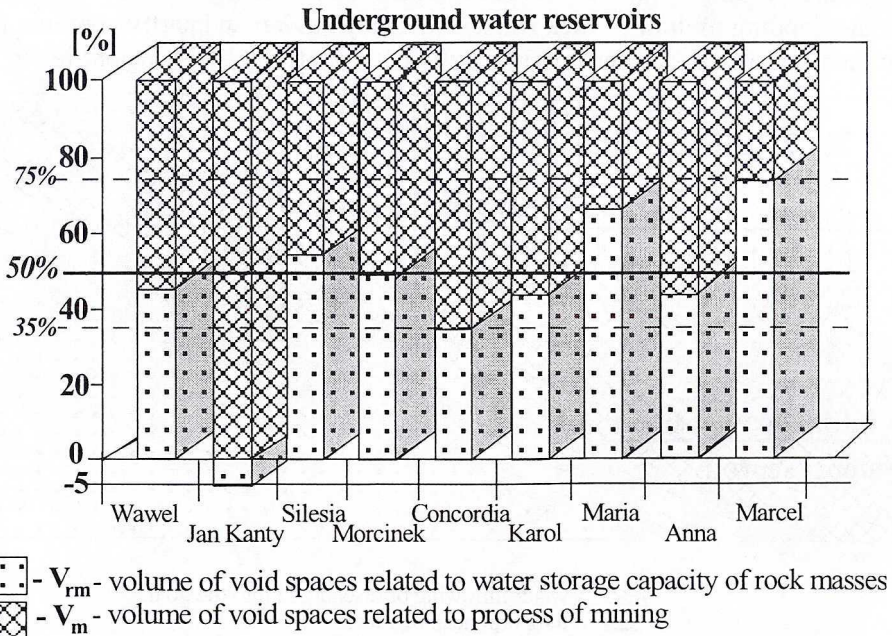 Underground water reservoirs
[%]
100
80
75%
60
50%
40
35%
20
0
-5
Wawel
Jan Kanty
Silesia
Morcinek
Concordia
Karol
Maria
Anna
Marcel
- Vrm - volume of void spaces related to water storage capacity of rock masses
- Vm - volume of void spaces related to process of mining